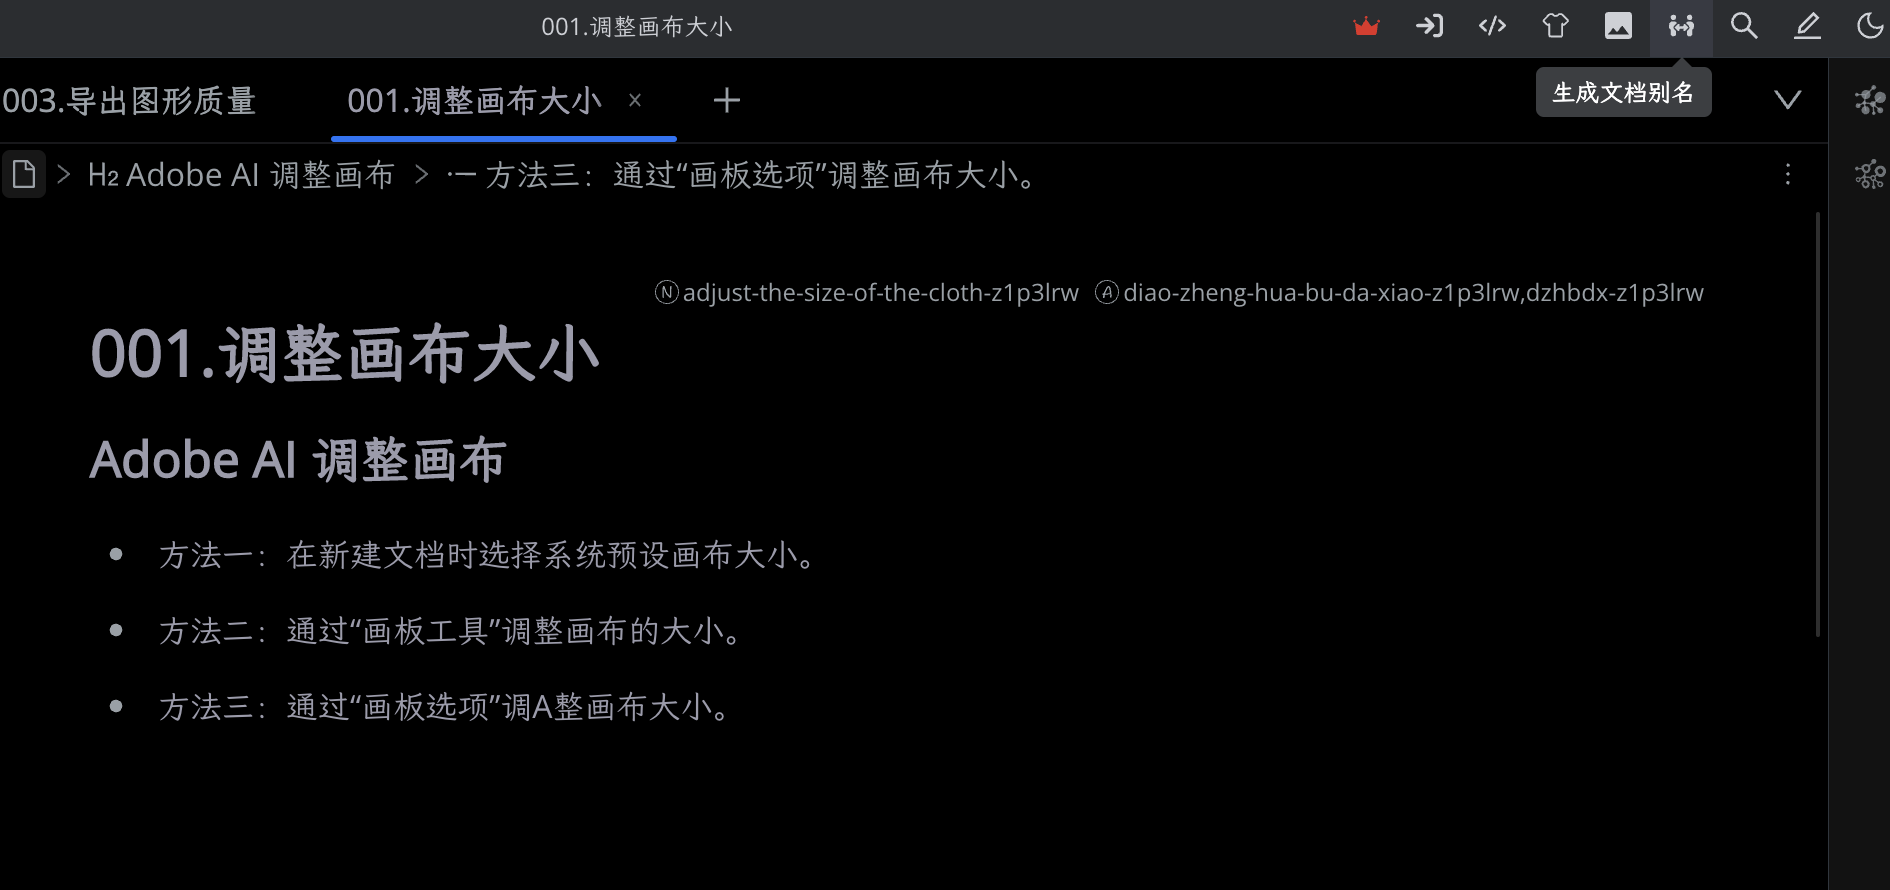 001.调整画布大小
003.导出图形质量
001.调整画布大小
生成文档别名
H2 Adobe AI 调整画布 > 方法三：通过“画板选项”调整画布大小。
N adjust-the-size-of-the-cloth-z1p3lrw A diao-zheng-hua-bu-da-xiao-z1p3lrw,dzhbdx-z1p3lrw
001.调整画布大小
Adobe AI 调整画布
方法一：在新建文档时选择系统预设画布大小。
方法二：通过“画板工具”调整画布的大小。
方法三：通过“画板选项”调A整画布大小。